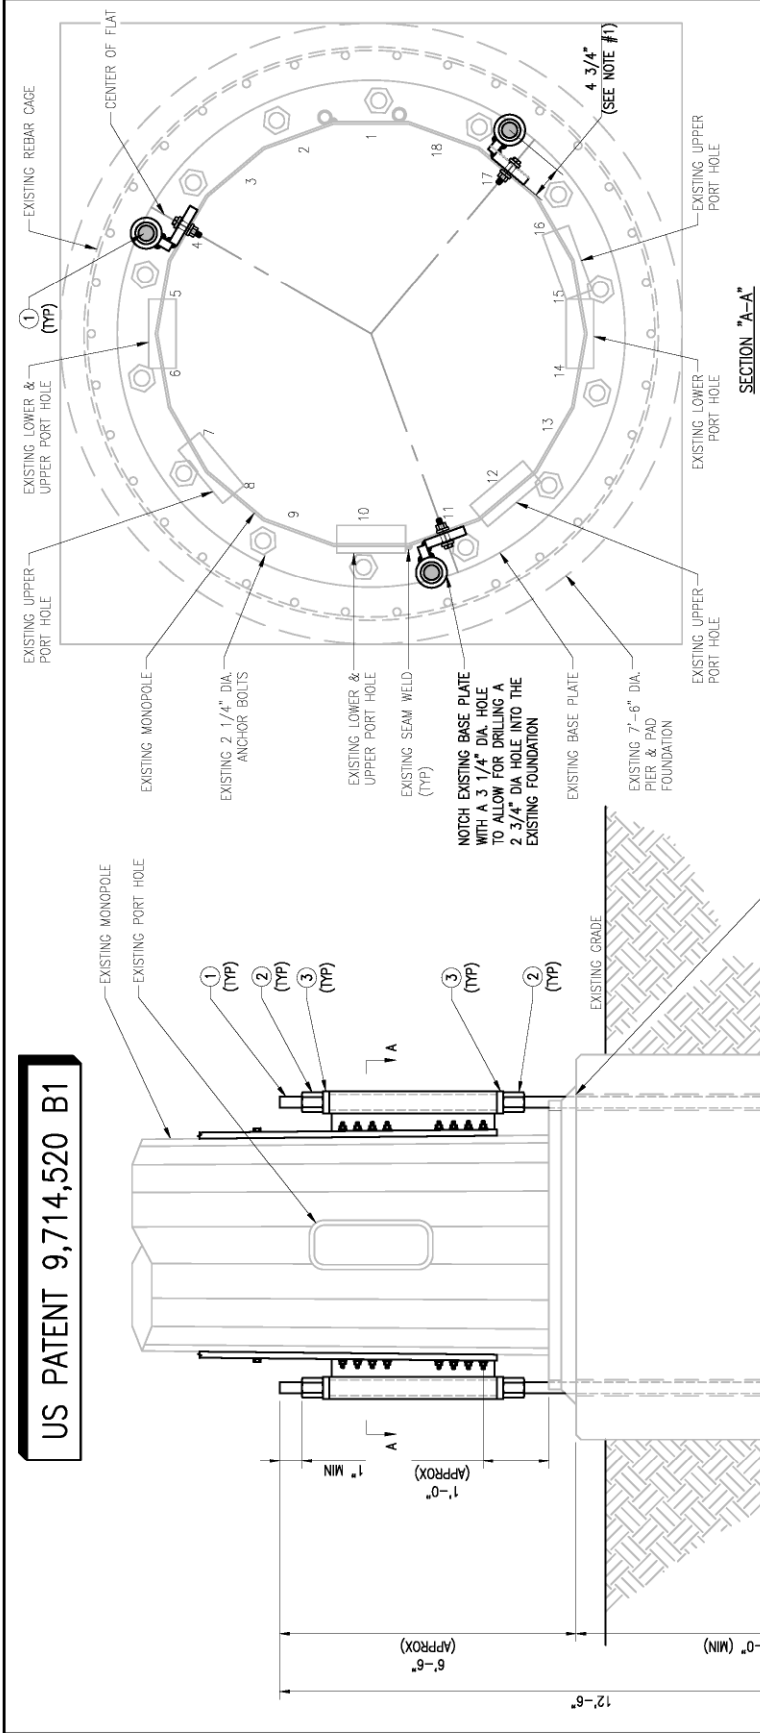 US PATENT 9,714,520 B1
EXISTING MONOPOLE
EXISTING PORT HOLE
1
(TYP)
2
(TYP)
3
(TYP)
3
(TYP)
2
(TYP)
A
A
EXISTING GRADE
1" MIN
1'-0"
(APPROX)
6'-6"
(APPROX)
12'-6"
-0" (MIN)
EXISTING UPPER
PORT HOLE
EXISTING LOWER &
UPPER PORT HOLE
1
(TYP)
EXISTING REBAR CAGE
CENTER OF FLAT
EXISTING MONOPOLE
EXISTING 2 1/4" DIA.
ANCHOR BOLTS
EXISTING LOWER &
UPPER PORT HOLE
EXISTING SEAM WELD
(TYP)
NOTCH EXISTING BASE PLATE
WITH A 3 1/4" DIA. HOLE
TO ALLOW FOR DRILLING A
2 3/4" DIA HOLE INTO THE
EXISTING FOUNDATION
EXISTING BASE PLATE
EXISTING 7'-6" DIA.
PIER & PAD
FOUNDATION
EXISTING UPPER
PORT HOLE
EXISTING LOWER
PORT HOLE
EXISTING UPPER
PORT HOLE
4 3/4"
(SEE NOTE #1)
1
2
3
4
5
6
7
8
9
10
11
12
13
14
15
16
17
18
SECTION "A-A"